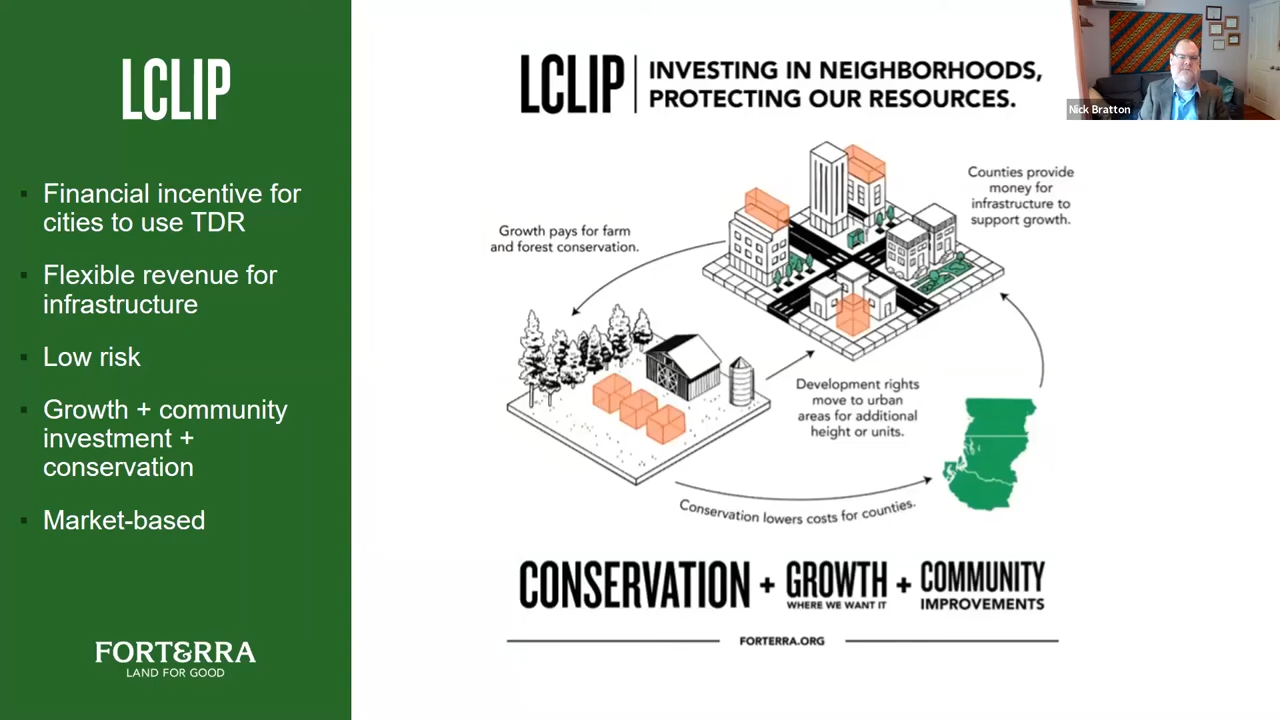 LCLIP
Financial incentive for
cities to use TDR
Flexible revenue for
infrastructure
Low risk
Growth + community
investment +
conservation
Market-based
FORTERRA
LAND FOR GOOD
LCLIP
INVESTING IN NEIGHBORHOODS,
PROTECTING OUR RESOURCES.
Growth pays for farm
and forest conservation.
Counties provide
money for
infrastructure to
support growth.
Development rights
move to urban
areas for additional
height or units.
Conservation lowers costs for counties.
CONSERVATION + GROWTH + COMMUNITY
WHERE WE WANT IT IMPROVEMENTS
FORTERRA.ORG
Nick Bratton